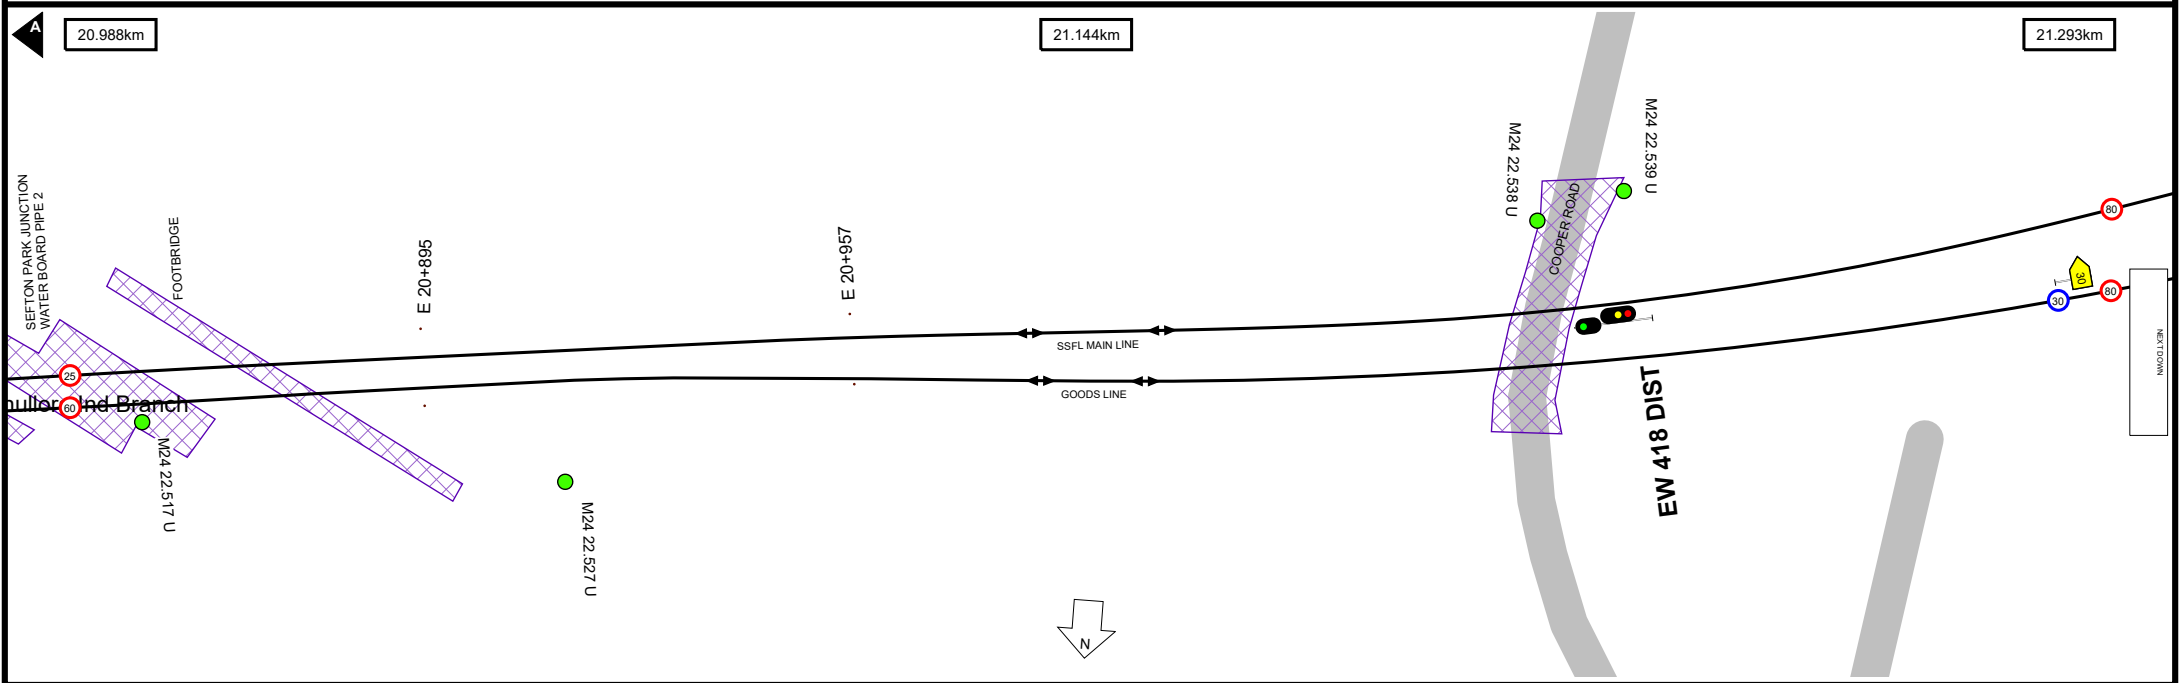 A
20.988km
21.144km
21.293km
SEFTON PARK JUNCTION
WATER BOARD PIPE 2
FOOTBRIDGE
E 20+895
E 20+957
M24 22.538 U
M24 22.539 U
COOPER ROAD
80
30
30
80
SSFL MAIN LINE
GOODS LINE
25
60
nullor Ind Branch
M24 22.517 U
M24 22.527 U
EW 418 DIST
NEXT DOWN
N